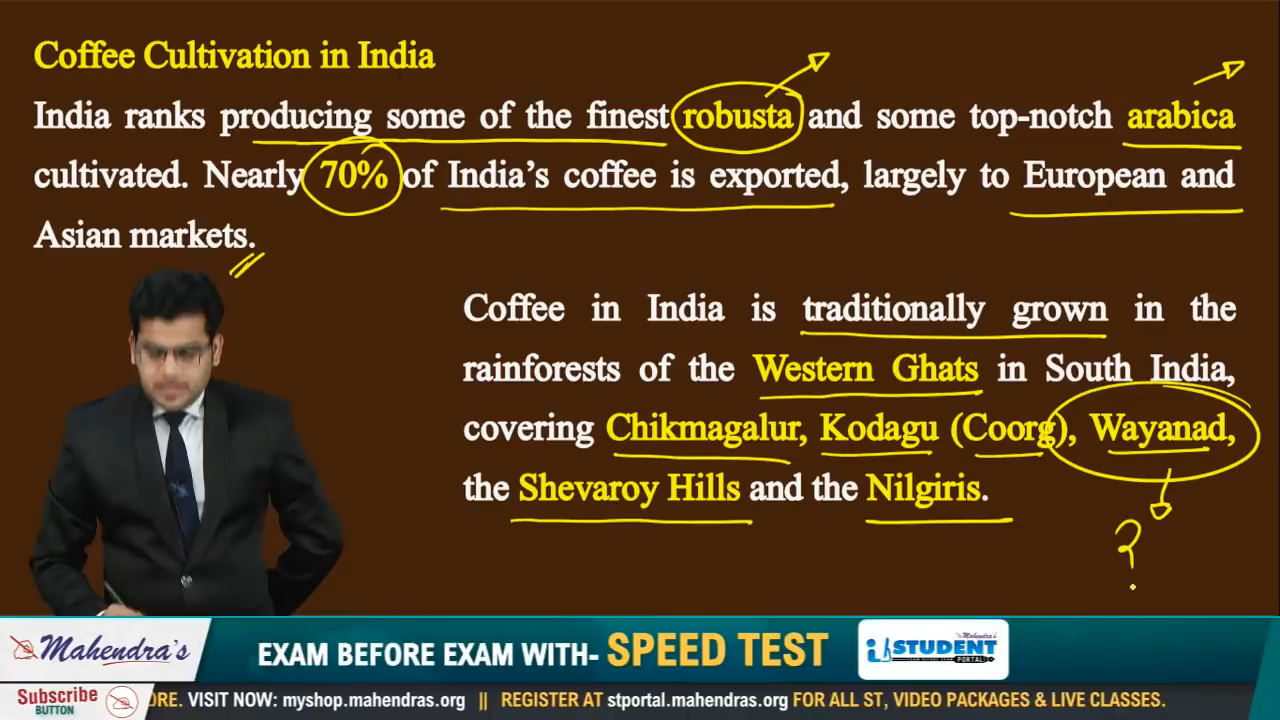 Coffee Cultivation in India
India ranks producing some of the finest robusta and some top-notch arabica
cultivated. Nearly 70% of India's coffee is exported, largely to European and
Asian markets.
Coffee in India is traditionally grown in the
rainforests of the Western Ghats in South India,
covering Chikmagalur, Kodagu (Coorg), Wayanad,
the Shevaroy Hills and the Nilgiris.
?
Mahendra's
EXAM BEFORE EXAM WITH- SPEED TEST
Mahendra's
STUDENT
PORTAL
Subscribe
BUTTON
ORE. VISIT NOW: myshop.mahendras.org || REGISTER AT stportal.mahendras.org FOR ALL ST, VIDEO PACKAGES & LIVE CLASSES.